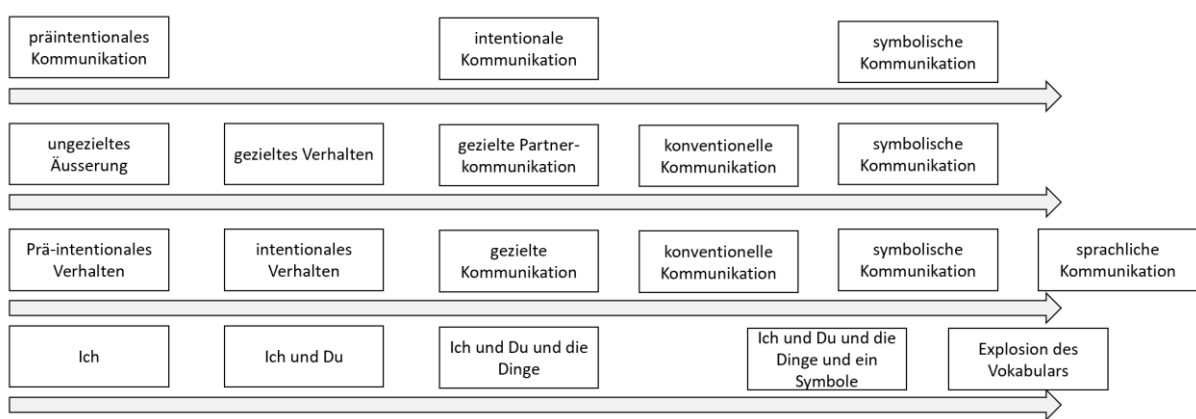 präintentionales
Kommunikation
intentionale
Kommunikation
symbolische
Kommunikation
ungezieltes
Äusserung
gezieltes Verhalten
gezielte Partner-
kommunikation
konventionelle
Kommunikation
symbolische
Kommunikation
Prä-intentionales
Verhalten
intentionales
Verhalten
gezielte
Kommunikation
konventionelle
Kommunikation
symbolische
Kommunikation
sprachliche
Kommunikation
Ich
Ich und Du
Ich und Du und die
Dinge
Ich und Du und die
Dinge und ein
Symbole
Explosion des
Vokabulars